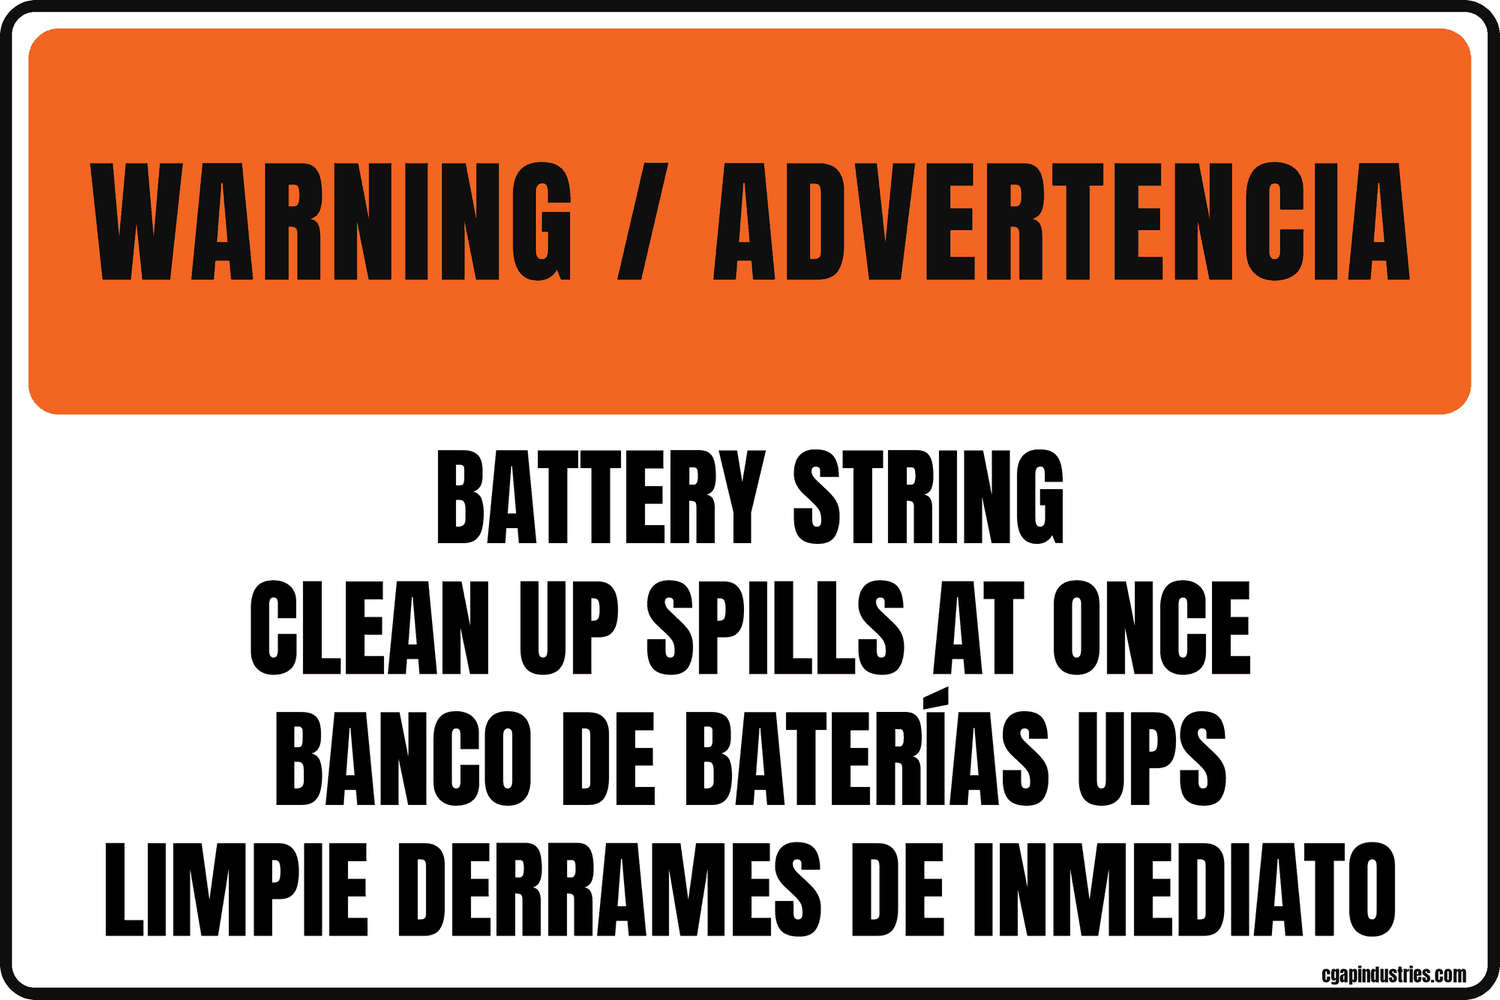 WARNING / ADVERTENCIA
BATTERY STRING
CLEAN UP SPILLS AT ONCE
BANCO DE BATERÍAS UPS
LIMPIE DERRAMES DE INMEDIATO
cgapindustries.com